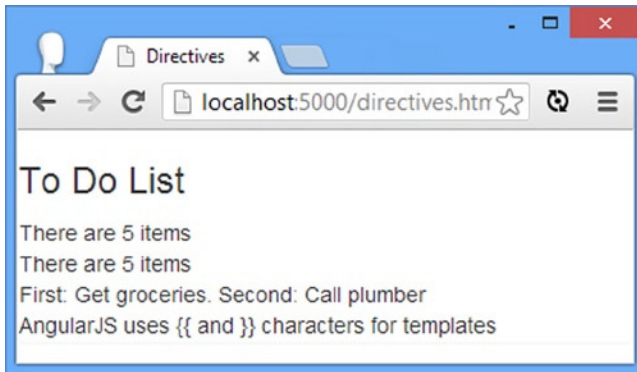 Directives
localhost:5000/directives.htm
To Do List
There are 5 items
There are 5 items
First: Get groceries. Second: Call plumber
AngularJS uses {{ and }} characters for templates